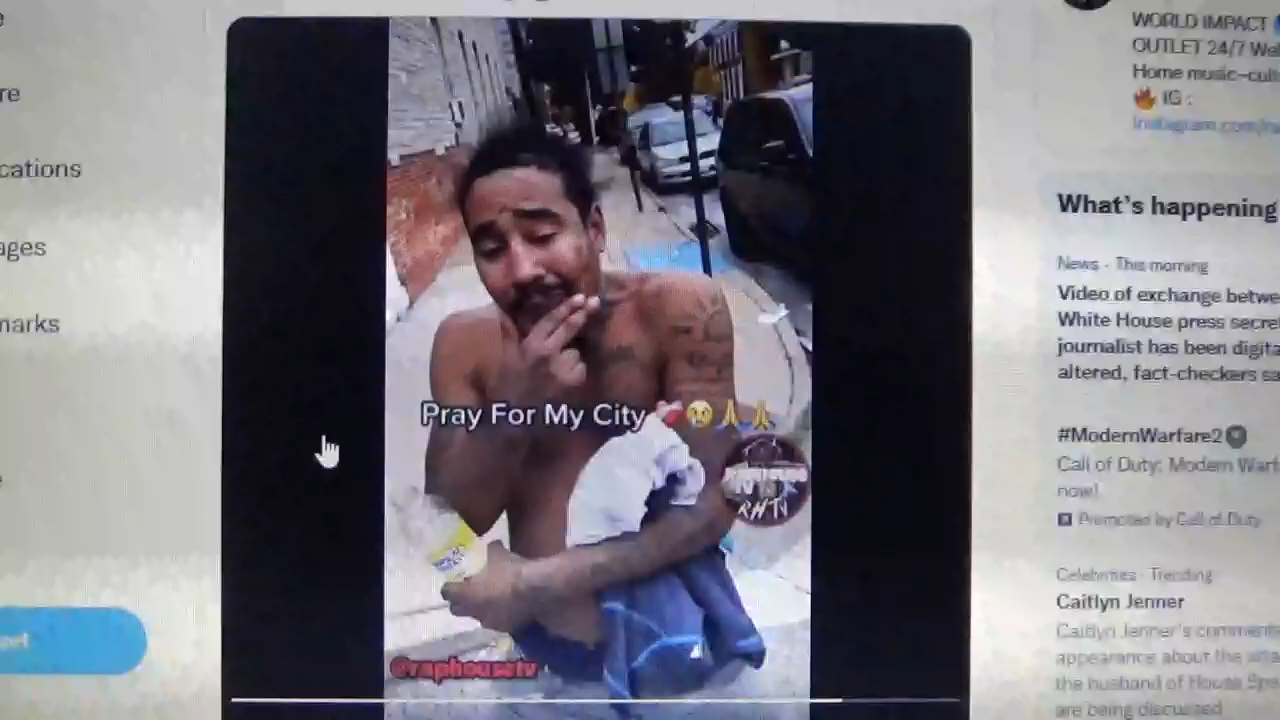 cations
ages
narks
Pray For My City 💔😢🙏🙏
RHTV
@raphousetv
WORLD IMPACT
OUTLET 24/7
Home music-cult
🔥 IG :
What's happening
News · This morning
Video of exchange betwe
White House press secre
journalist has been digita
altered, fact-checkers sa
#ModernWarfare2
Call of Duty: Modern Warf
now!
Promoted by Call of Duty
Celebrities · Trending
Caitlyn Jenner
Caitlyn Jenner's comment
appearance about the atta
the husband of House Spe
are being discussed